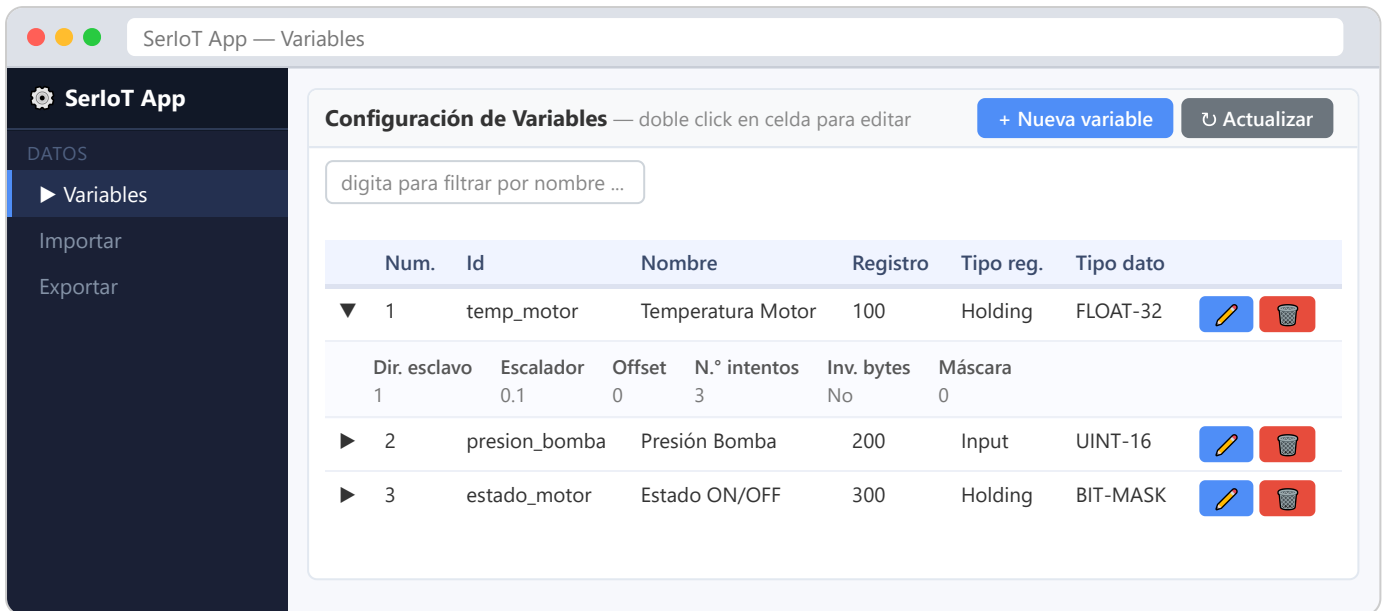 SerIoT App — Variables
SerIoT App
DATOS
▶ Variables
Importar
Exportar
Configuración de Variables — doble click en celda para editar
+ Nueva variable
↻ Actualizar
digita para filtrar por nombre ...
Num. Id Nombre Registro Tipo reg. Tipo dato
▼ 1 temp_motor Temperatura Motor 100 Holding FLOAT-32
Dir. esclavo Escalador Offset N.° intentos Inv. bytes Máscara
1 0.1 0 3 No 0
▶ 2 presion_bomba Presión Bomba 200 Input UINT-16
▶ 3 estado_motor Estado ON/OFF 300 Holding BIT-MASK